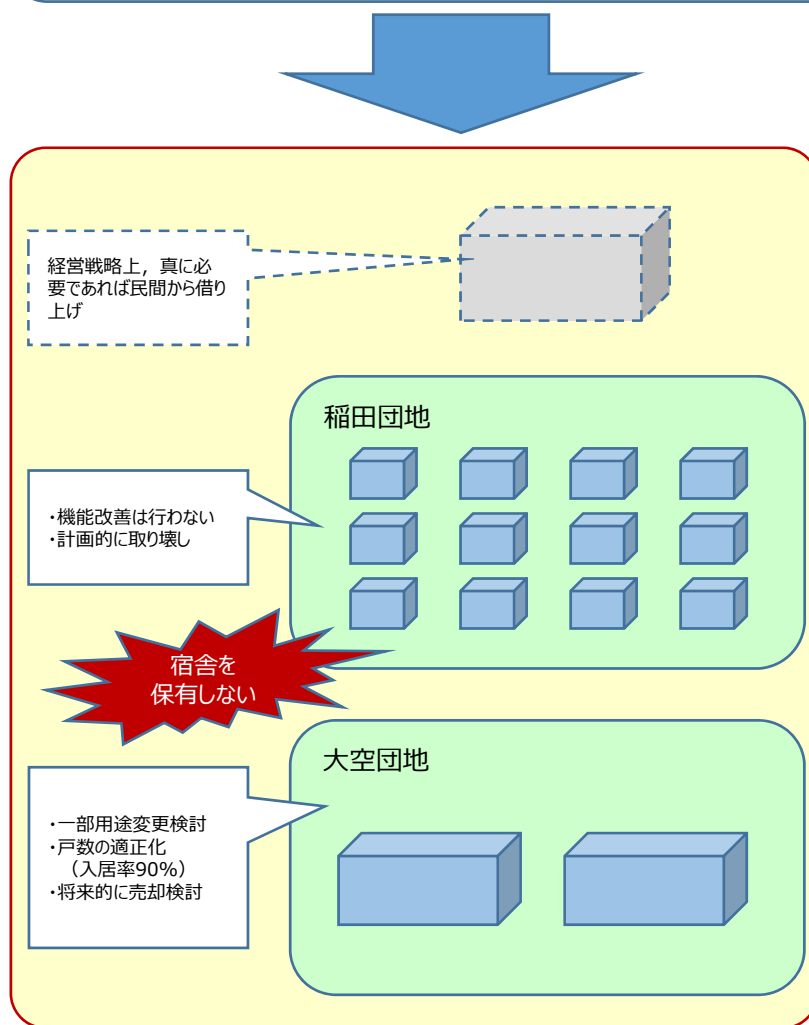 経営戦略上，真に必
要であれば民間から借り
上げ
稲田団地
・機能改善は行わない
・計画的に取り壊し
宿舎を
保有しない
大空団地
・一部用途変更検討
・戸数の適正化
（入居率90%）
・将来的に売却検討